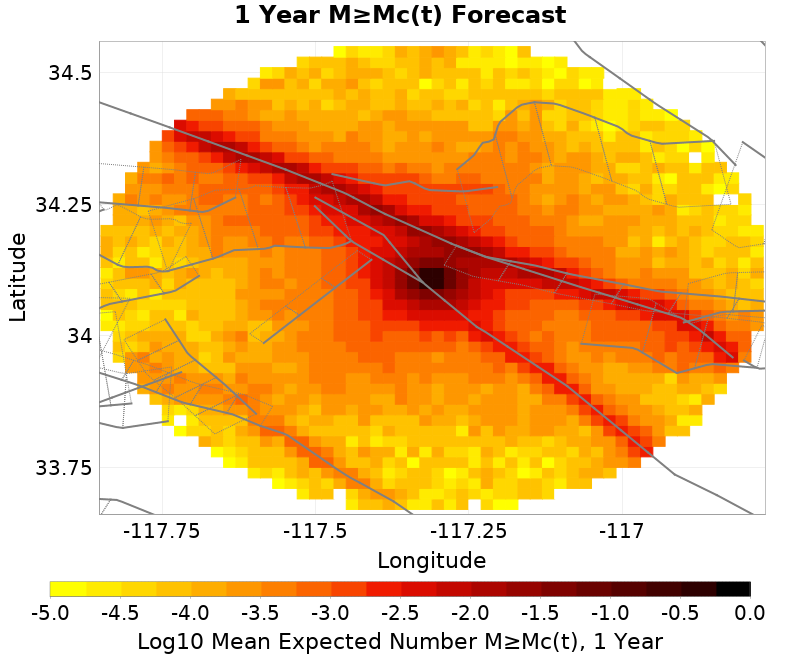 1 Year M≥Mc(t) Forecast
34.5
34.25
34
33.75
Latitude
-117.75 -117.5 -117.25 -117
Longitude
-5.0 -4.5 -4.0 -3.5 -3.0 -2.5 -2.0 -1.5 -1.0 -0.5 0.0
Log10 Mean Expected Number M≥Mc(t), 1 Year